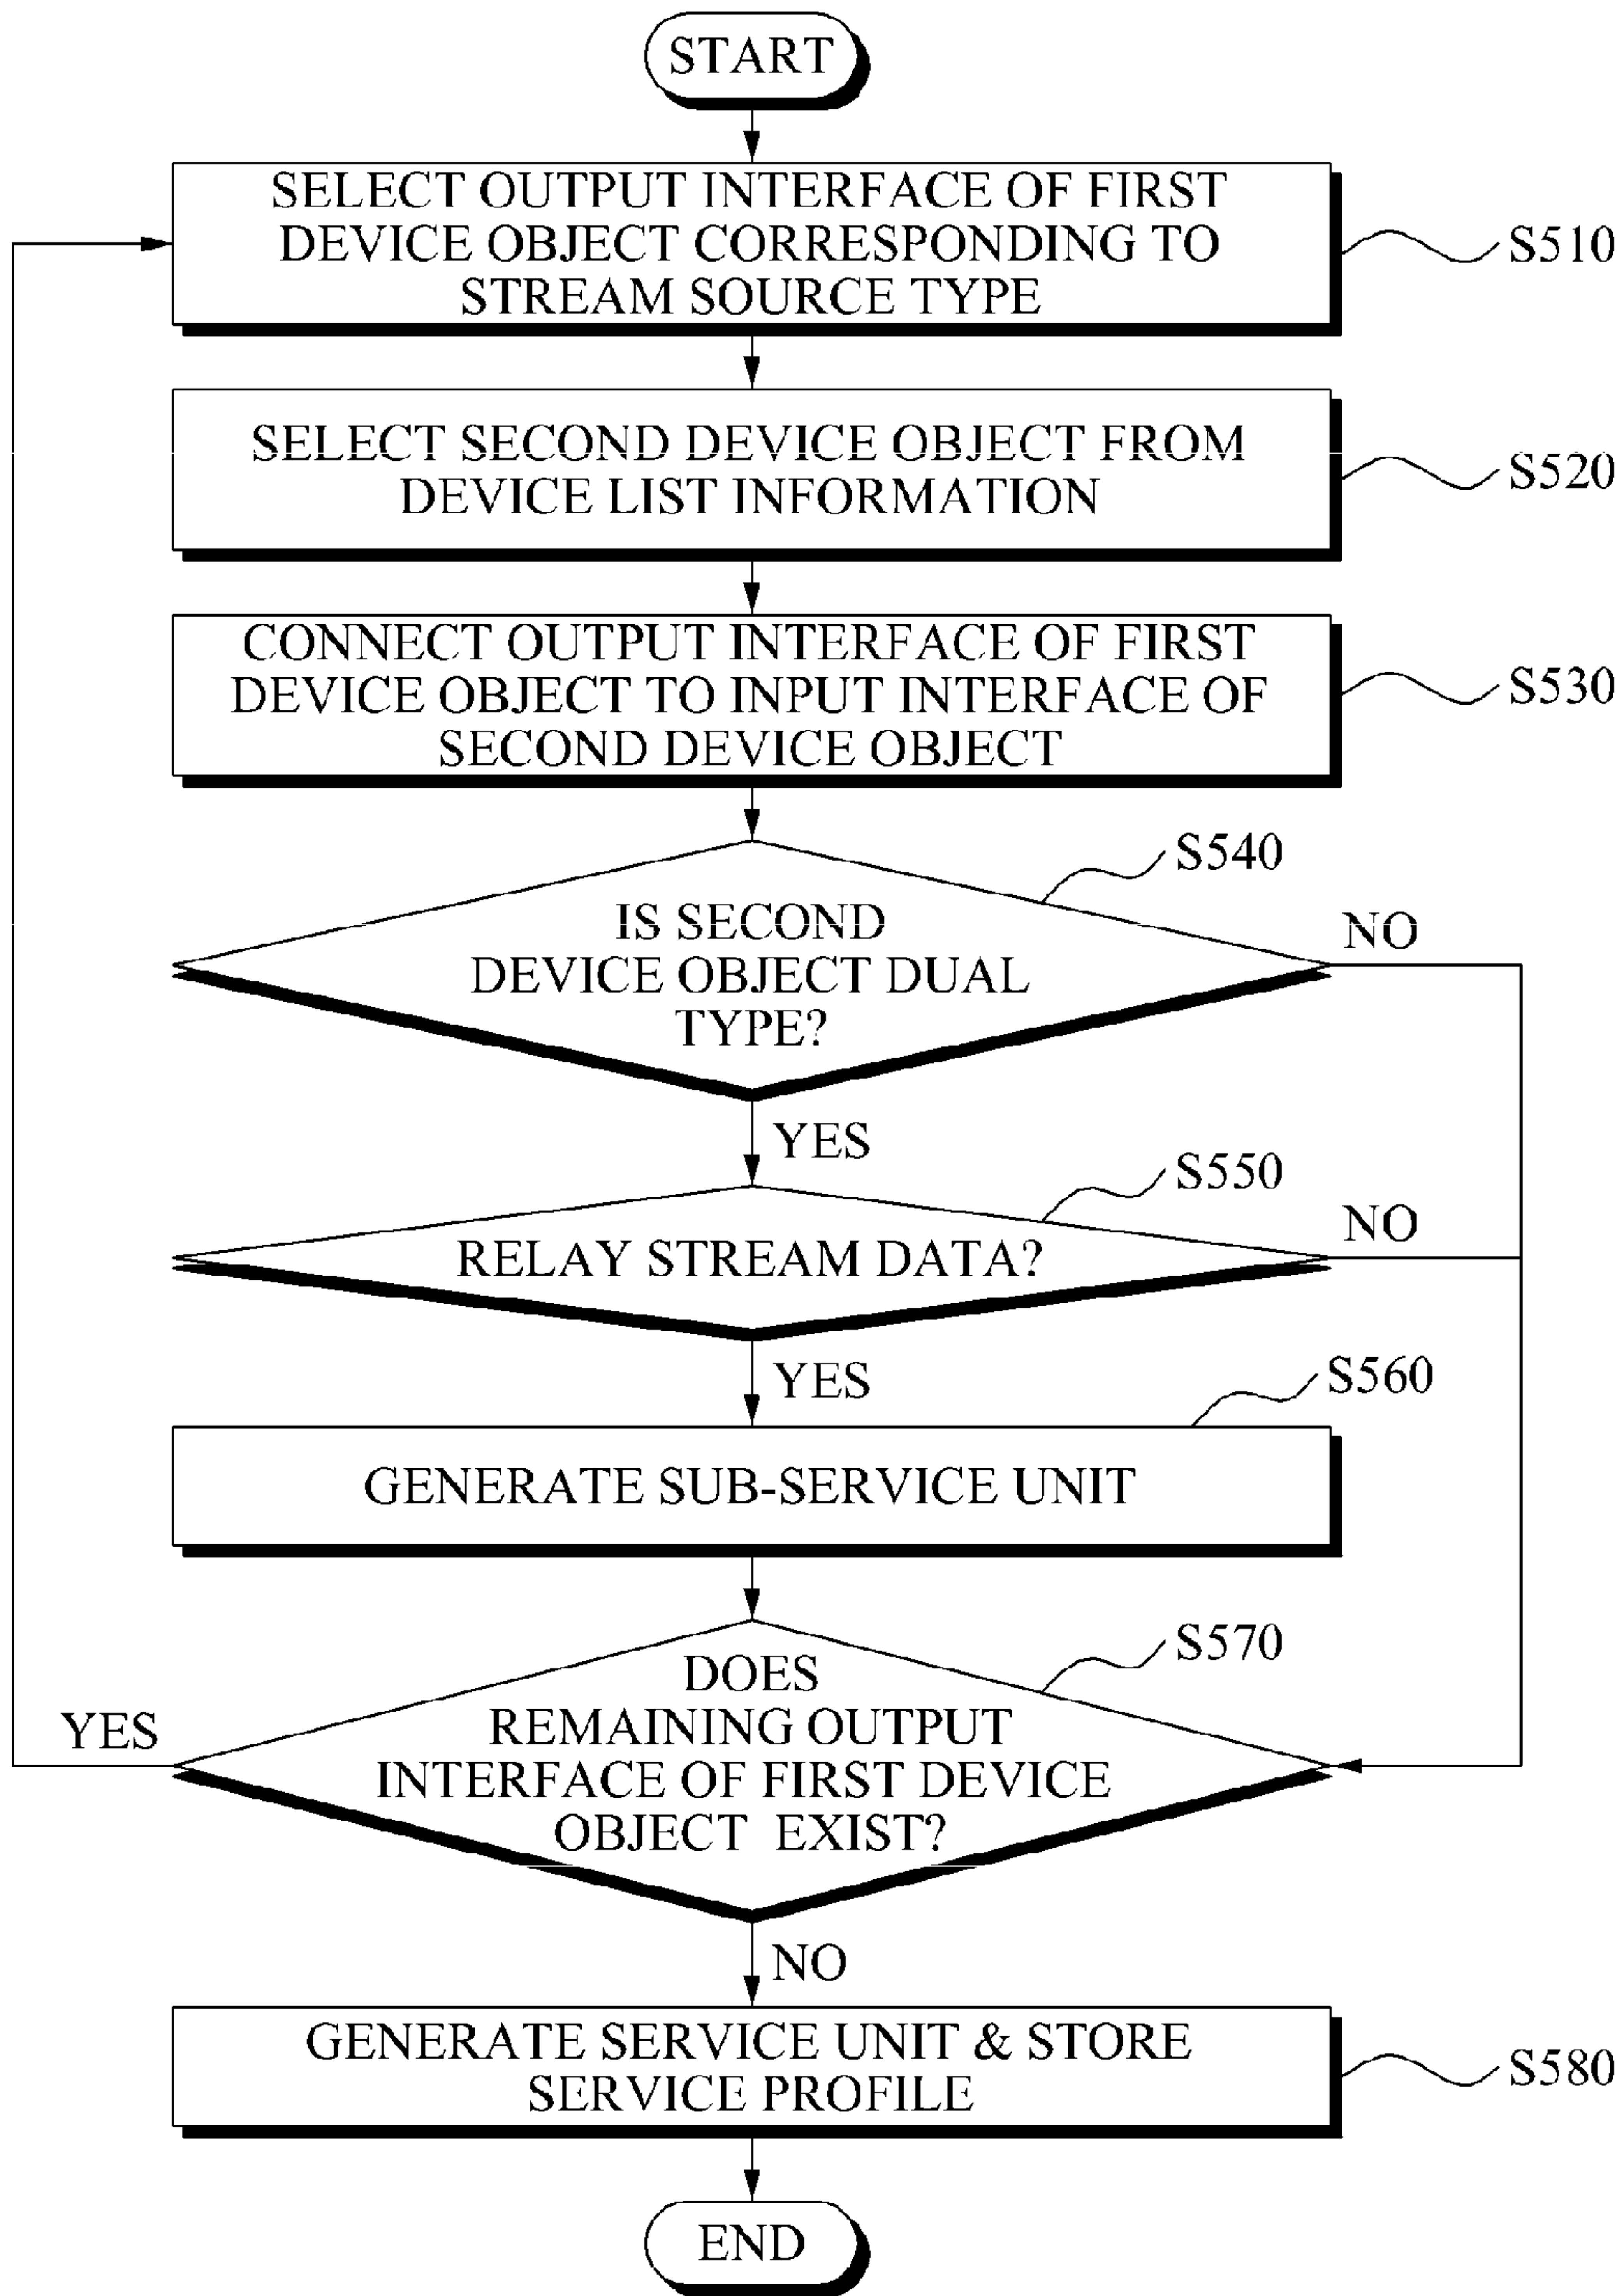 START
SELECT OUTPUT INTERFACE OF FIRST
DEVICE OBJECT CORRESPONDING TO
STREAM SOURCE TYPE
S510
SELECT SECOND DEVICE OBJECT FROM
DEVICE LIST INFORMATION
S520
CONNECT OUTPUT INTERFACE OF FIRST
DEVICE OBJECT TO INPUT INTERFACE OF
SECOND DEVICE OBJECT
S530
S540
IS SECOND
DEVICE OBJECT DUAL
TYPE?
NO
YES
S550
RELAY STREAM DATA?
NO
YES
S560
GENERATE SUB-SERVICE UNIT
S570
DOES
REMAINING OUTPUT
INTERFACE OF FIRST DEVICE
OBJECT EXIST?
YES
NO
GENERATE SERVICE UNIT & STORE
SERVICE PROFILE
S580
END